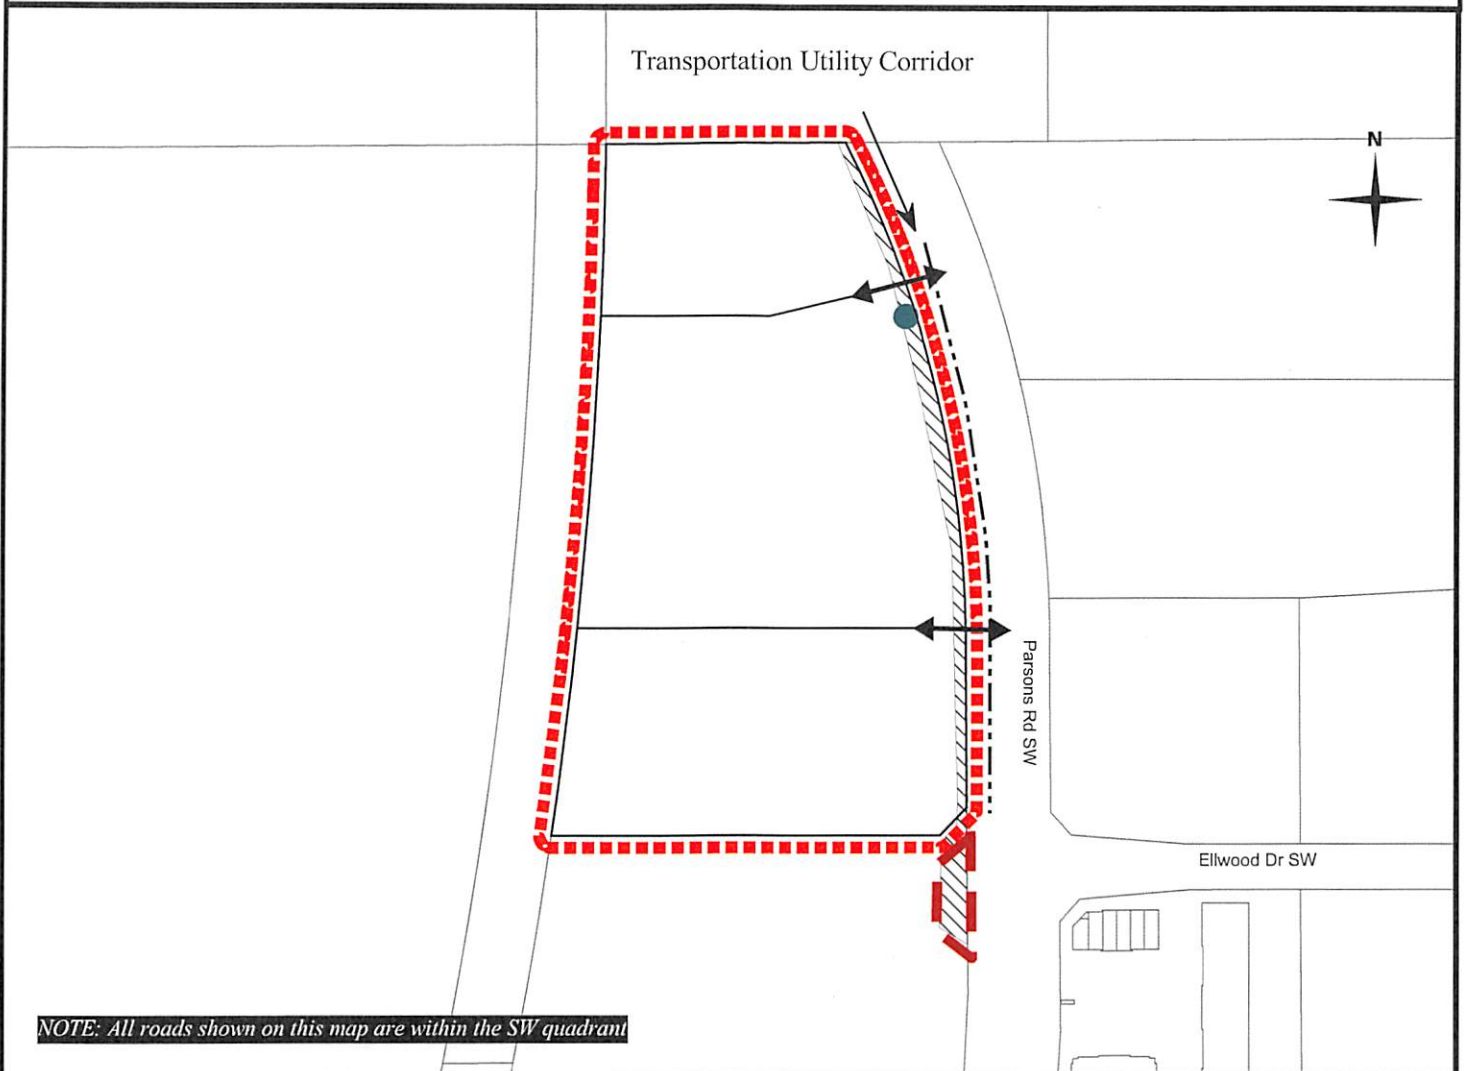 Transportation Utility Corridor
N
Parsons Rd SW
Ellwood Dr SW
NOTE: All roads shown on this map are within the SW quadrant